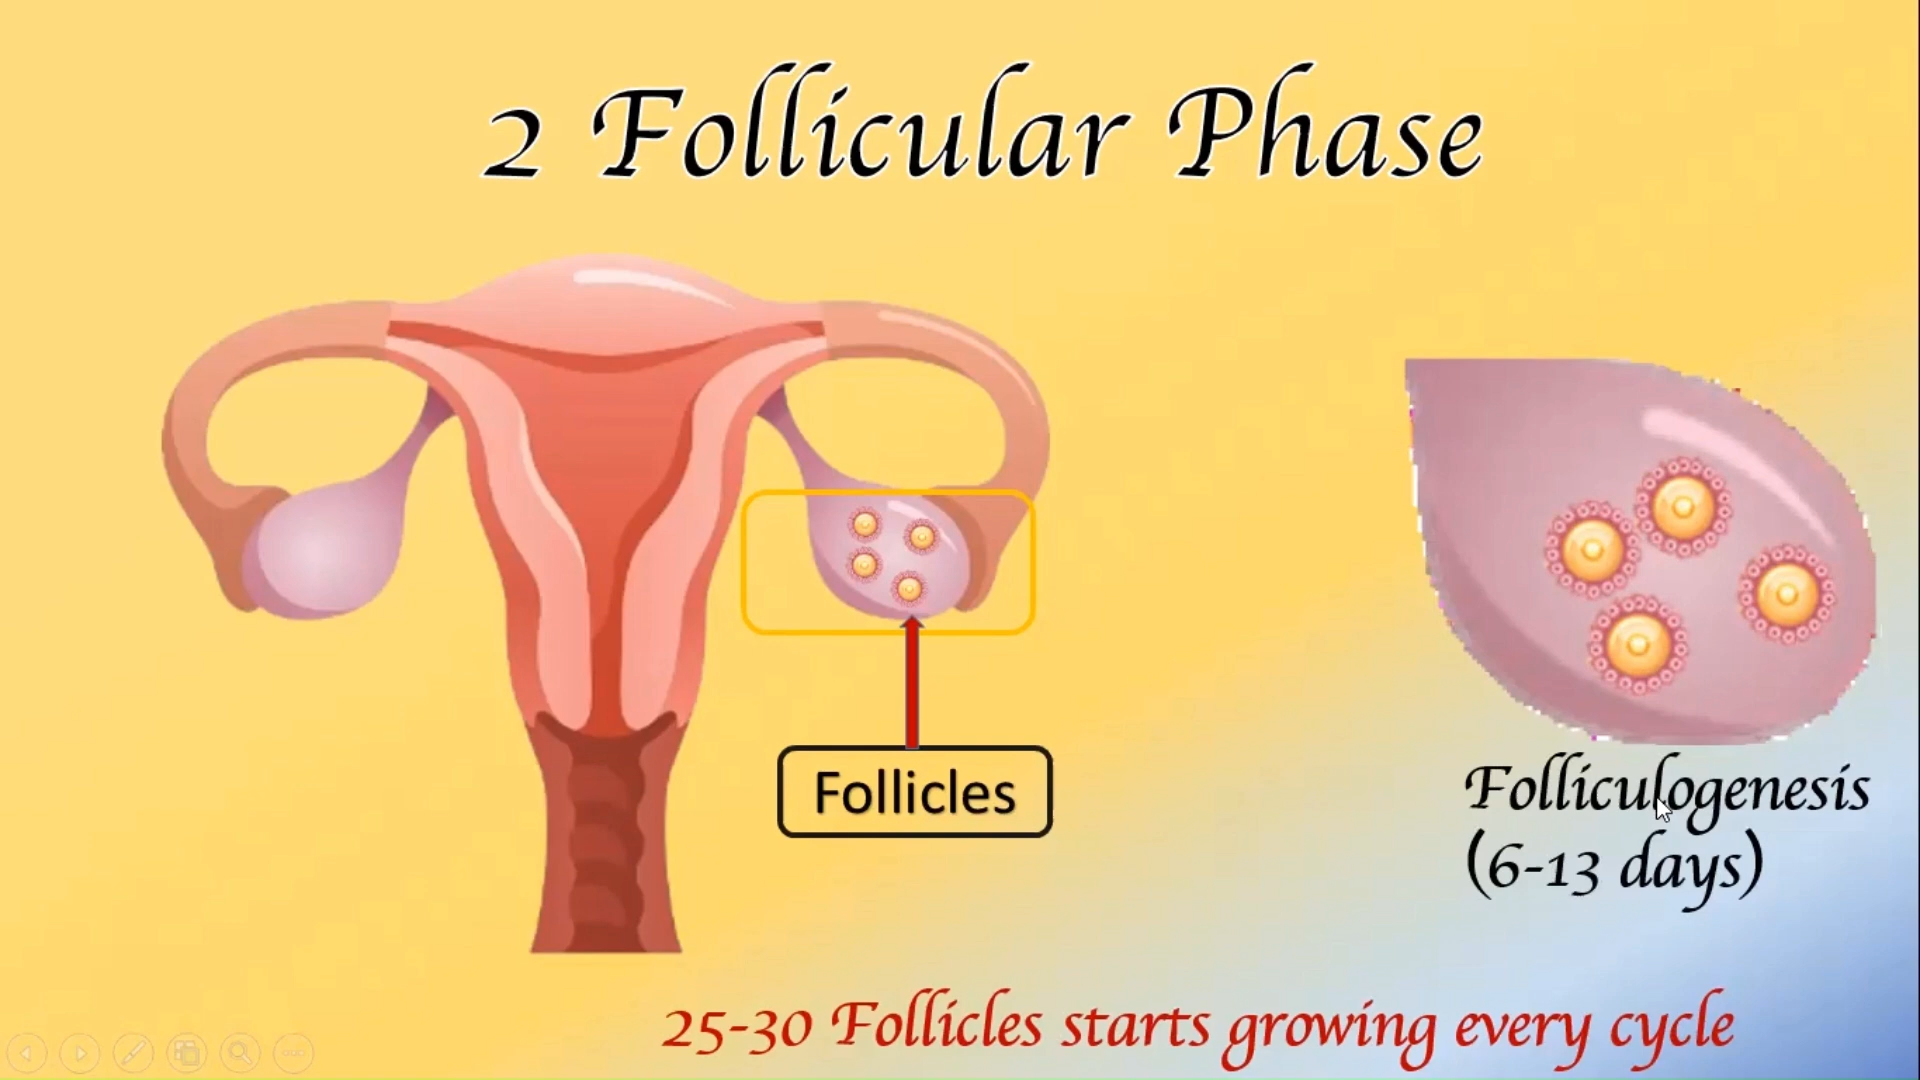 2 Follicular Phase
Follicles
Folliculogenesis
(6-13 days)
25-30 Follicles starts growing every cycle